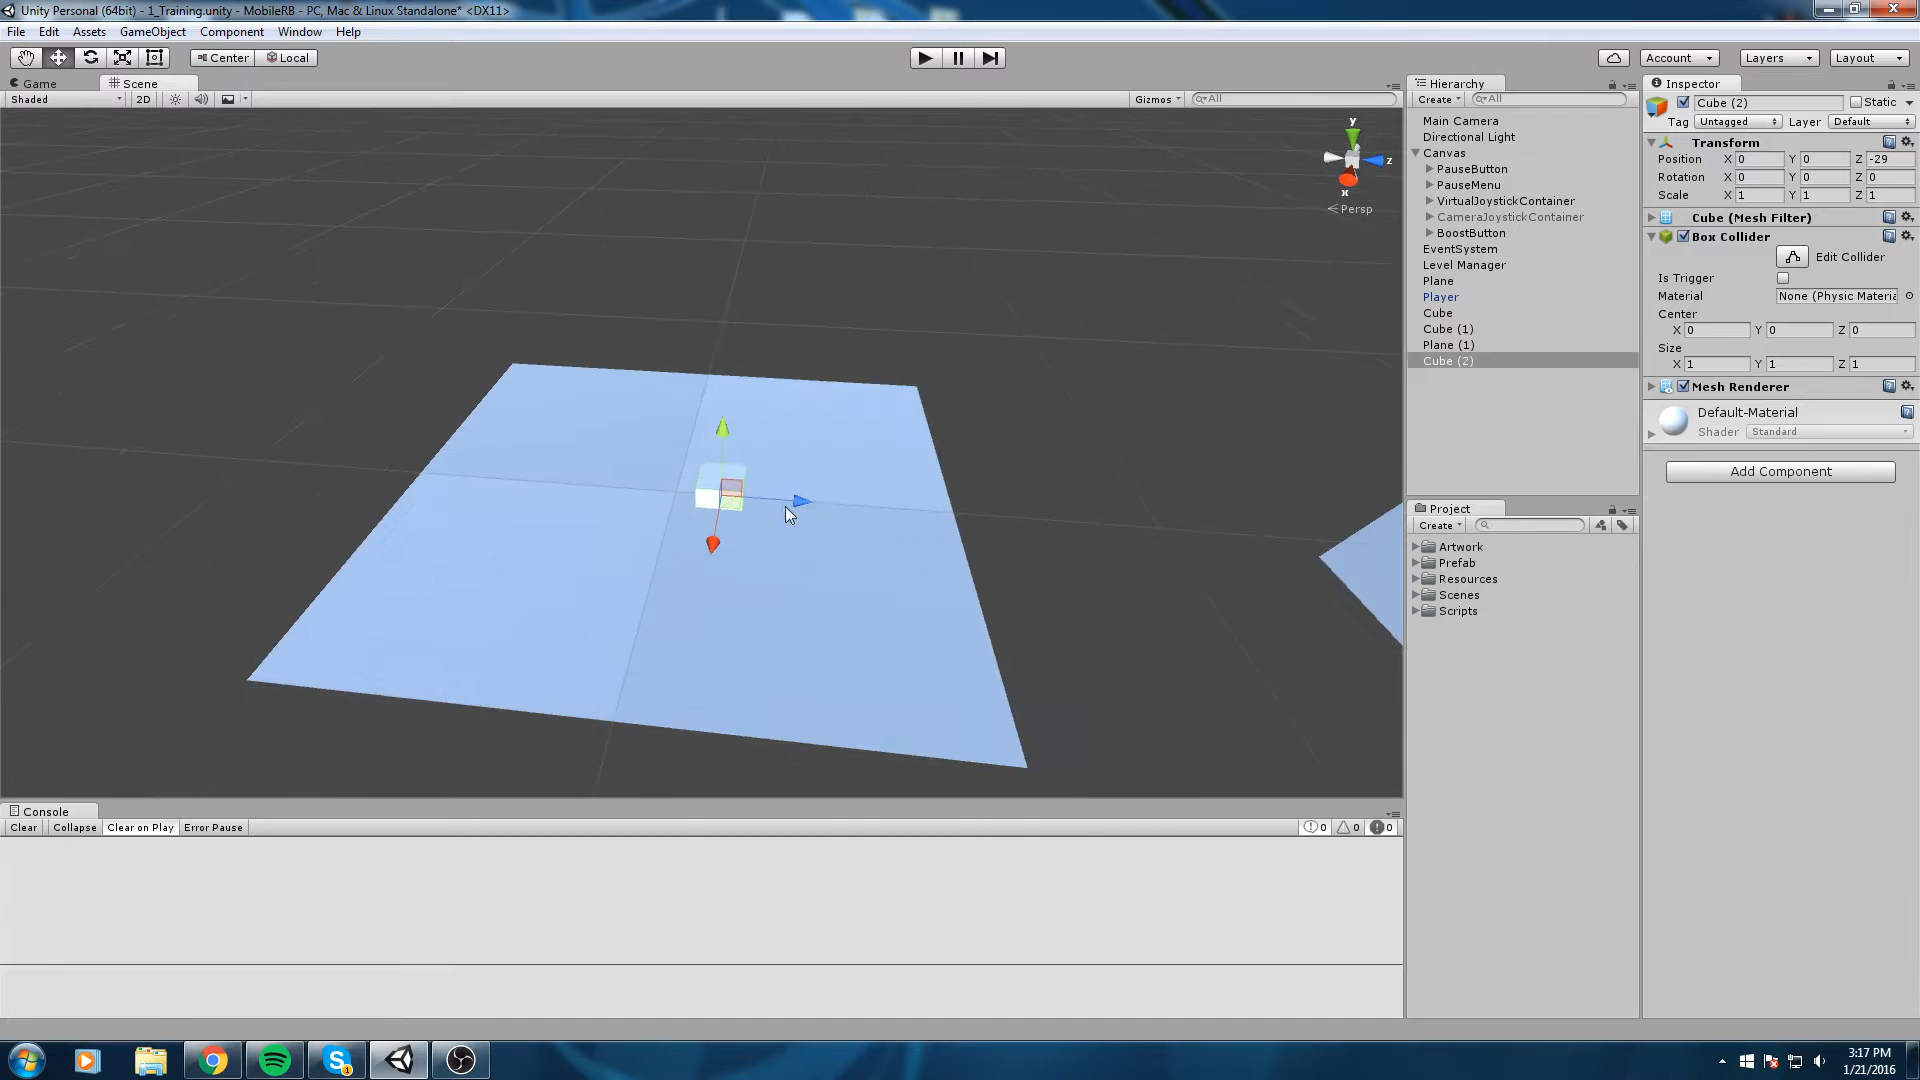 Unity Personal (64bit) - 1_Training.unity - MobileRB - PC, Mac & Linux Standalone* <DX11>
File Edit Assets GameObject Component Window Help
Center Local
Account Layers Layout
Game Scene
Shaded 2D Gizmos All
y
z
x
Persp
Hierarchy
Create All
Main Camera
Directional Light
Canvas
PauseButton
PauseMenu
VirtualJoystickContainer
CameraJoystickContainer
BoostButton
EventSystem
Level Manager
Plane
Player
Cube
Cube (1)
Plane (1)
Cube (2)
Project
Create
Artwork
Prefab
Resources
Scenes
Scripts
Inspector
Cube (2) Static
Tag Untagged Layer Default
Transform
Position X 0 Y 0 Z -29
Rotation X 0 Y 0 Z 0
Scale X 1 Y 1 Z 1
Cube (Mesh Filter)
Box Collider
Edit Collider
Is Trigger
Material None (Physic Materia
Center
X 0 Y 0 Z 0
Size
X 1 Y 1 Z 1
Mesh Renderer
Default-Material
Shader Standard
Add Component
Console
Clear Collapse Clear on Play Error Pause 0 0 0
1
3:17 PM
1/21/2016